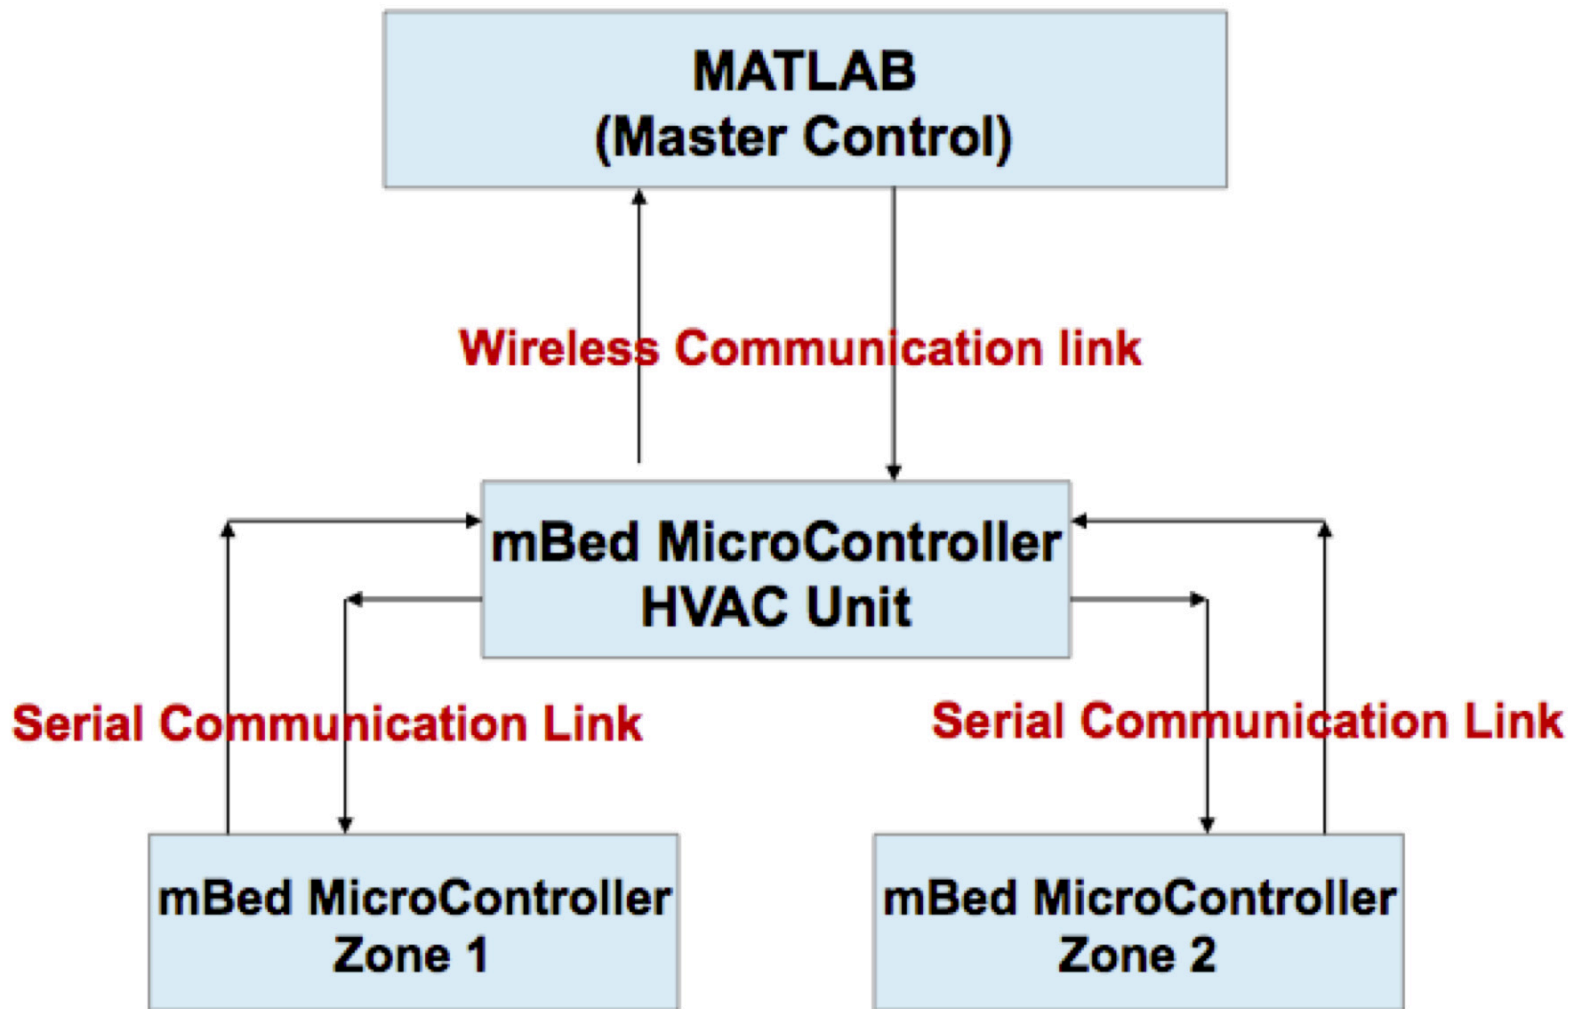 MATLAB
(Master Control)
Wireless Communication link
mBed MicroController
HVAC Unit
Serial Communication Link
Serial Communication Link
mBed MicroController
Zone 1
mBed MicroController
Zone 2